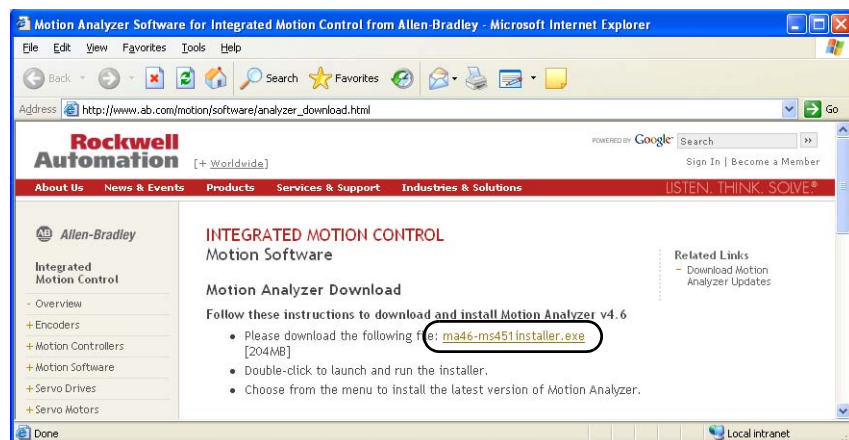 Motion Analyzer Software for Integrated Motion Control from Allen-Bradley - Microsoft Internet Explorer
File Edit View Favorites Tools Help
Back Search Favorites
Address http://www.ab.com/motion/software/analyzer_download.html Go
Rockwell
Automation
[+ Worldwide]
POWERED BY Google Search >>
Sign In | Become a Member
About Us News & Events Products Services & Support Industries & Solutions LISTEN. THINK. SOLVE.®
AB Allen-Bradley
Integrated
Motion Control
- Overview
+ Encoders
+ Motion Controllers
+ Motion Software
+ Servo Drives
+ Servo Motors
INTEGRATED MOTION CONTROL
Motion Software
Motion Analyzer Download
Follow these instructions to download and install Motion Analyzer v4.6
• Please download the following file: ma46-ms451installer.exe
[204MB]
• Double-click to launch and run the installer.
• Choose from the menu to install the latest version of Motion Analyzer.
Related Links
– Download Motion
Analyzer Updates
Done Local intranet